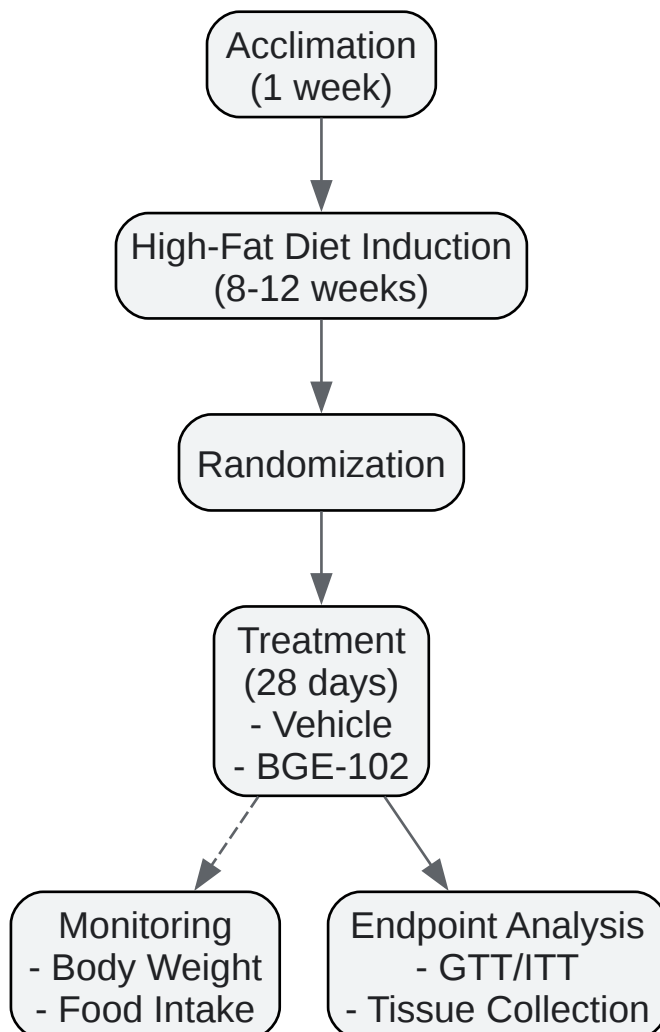 Acclimation
(1 week)
High-Fat Diet Induction
(8-12 weeks)
Randomization
Treatment
(28 days)
- Vehicle
- BGE-102
Monitoring
- Body Weight
- Food Intake
Endpoint Analysis
- GTT/ITT
- Tissue Collection